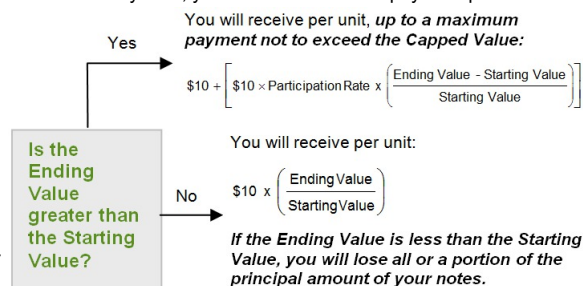 You will receive per unit, up to a maximum
payment not to exceed the Capped Value:
Yes
$10 + [ $10 × Participation Rate x ( Ending Value - Starting Value / Starting Value ) ]
Is the
Ending
Value
greater than
the Starting
Value?
No
You will receive per unit:
$10 x ( Ending Value / Starting Value )
If the Ending Value is less than the Starting
Value, you will lose all or a portion of the
principal amount of your notes.